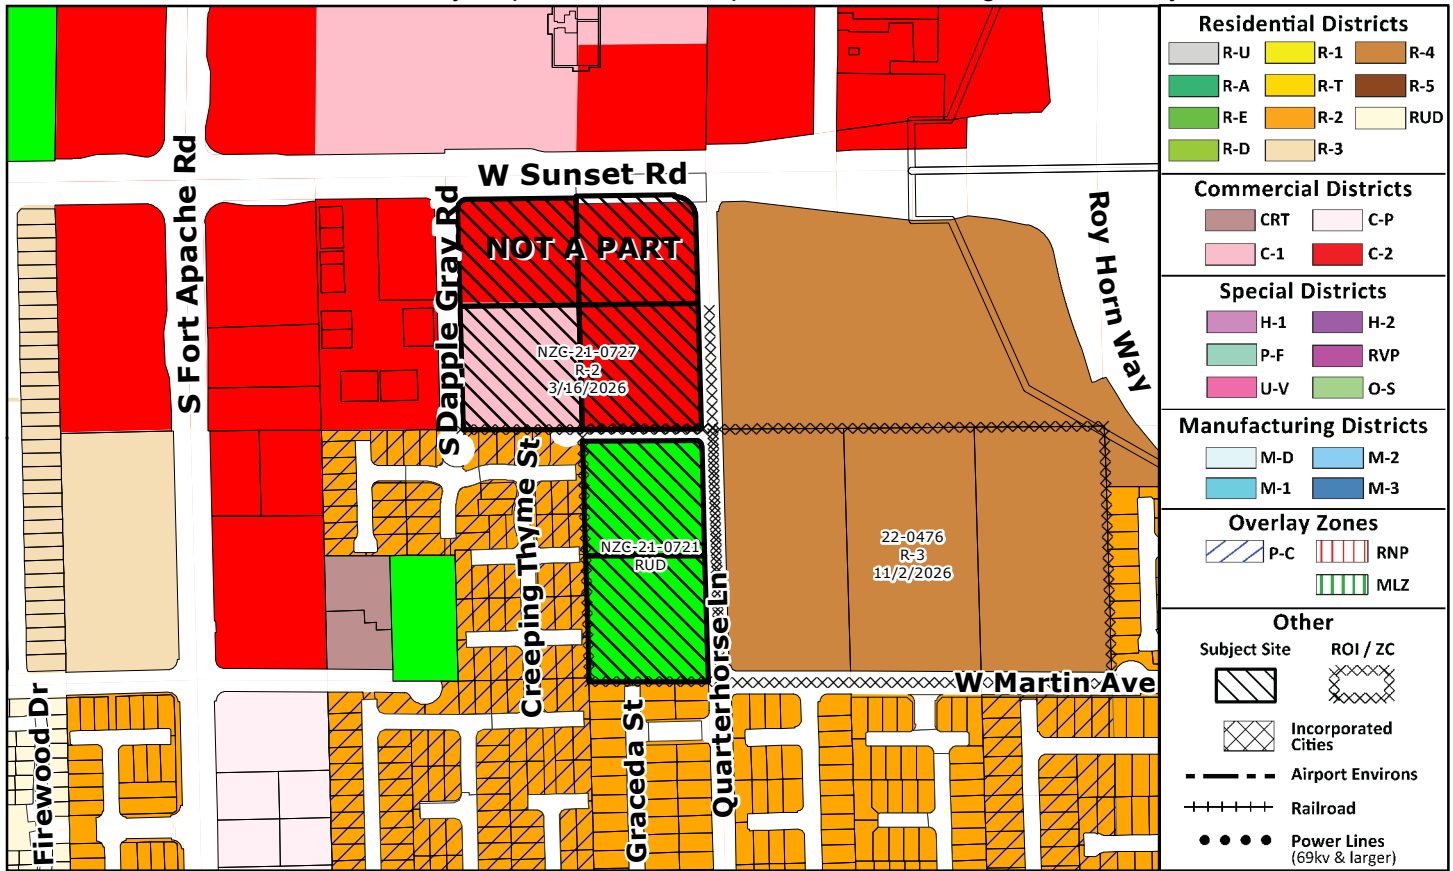 W Sunset Rd
S Fort Apache Rd
S Dapple Gray Rd
Roy Horn Way
NOT A PART
NZC-21-0727
R-2
3/16/2026
Creeping Thyme St
NZC-21-0721
RUD
22-0476
R-3
11/2/2026
Quarterhorse Ln
W Martin Ave
Firewood Dr
Graceda St
Residential Districts
R-U R-1 R-4
R-A R-T R-5
R-E R-2 RUD
R-D R-3
Commercial Districts
CRT C-P
C-1 C-2
Special Districts
H-1 H-2
P-F RVP
U-V O-S
Manufacturing Districts
M-D M-2
M-1 M-3
Overlay Zones
P-C RNP
MLZ
Other
Subject Site ROI / ZC
Incorporated
Cities
Airport Environs
Railroad
Power Lines
(69kv & larger)